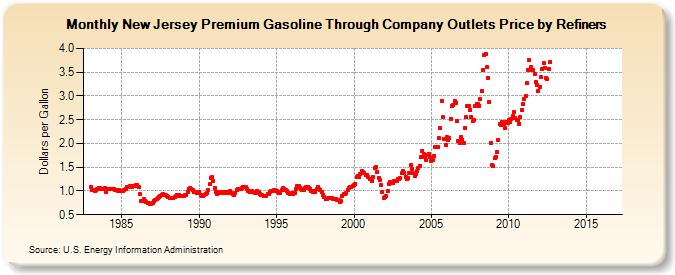 Monthly New Jersey Premium Gasoline Through Company Outlets Price by Refiners
Dollars per Gallon
4.0
3.5
3.0
2.5
2.0
1.5
1.0
0.5
1985 1990 1995 2000 2005 2010 2015
Source: U.S. Energy Information Administration